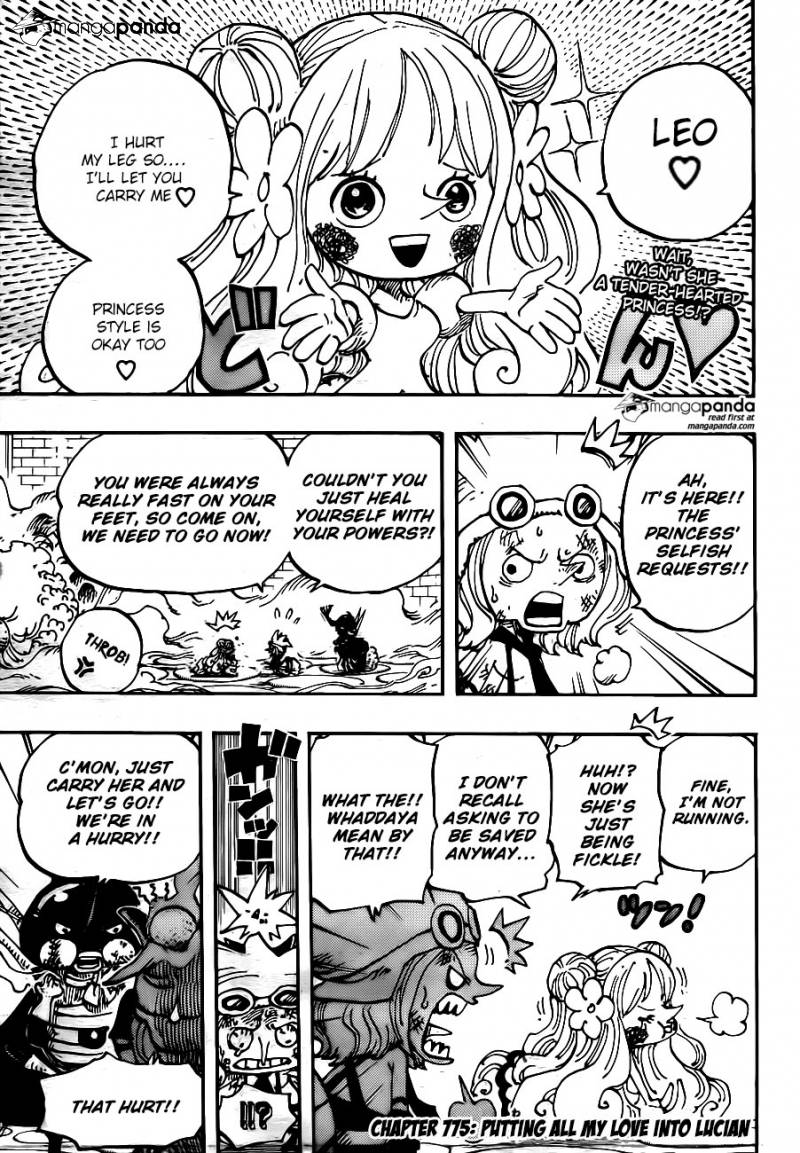 mangapanda
LEO
♡
I HURT
MY LEG SO....
I'LL LET YOU
CARRY ME ♡
PRINCESS
STYLE IS
OKAY TOO
♡
WAIT,
WASN'T SHE
A TENDER-HEARTED
PRINCESS!?
mangapanda
read first at
mangapanda.com
AH,
IT'S HERE!!
THE
PRINCESS'
SELFISH
REQUESTS!!
COULDN'T YOU
JUST HEAL
YOURSELF WITH
YOUR POWERS?!
YOU WERE ALWAYS
REALLY FAST ON YOUR
FEET, SO COME ON,
WE NEED TO GO NOW!
THROB!
FINE,
I'M NOT
RUNNING.
HUH!?
NOW
SHE'S
JUST
BEING
FICKLE!
I DON'T
RECALL
ASKING
TO BE
SAVED
ANYWAY...
WHAT THE!!
WHADDAYA
MEAN BY
THAT!!
ツン!
!!?
C'MON, JUST
CARRY HER AND
LET'S GO!!
WE'RE IN
A HURRY!!
THAT HURT!!
CHAPTER 775: PUTTING ALL MY LOVE INTO LUCIAN